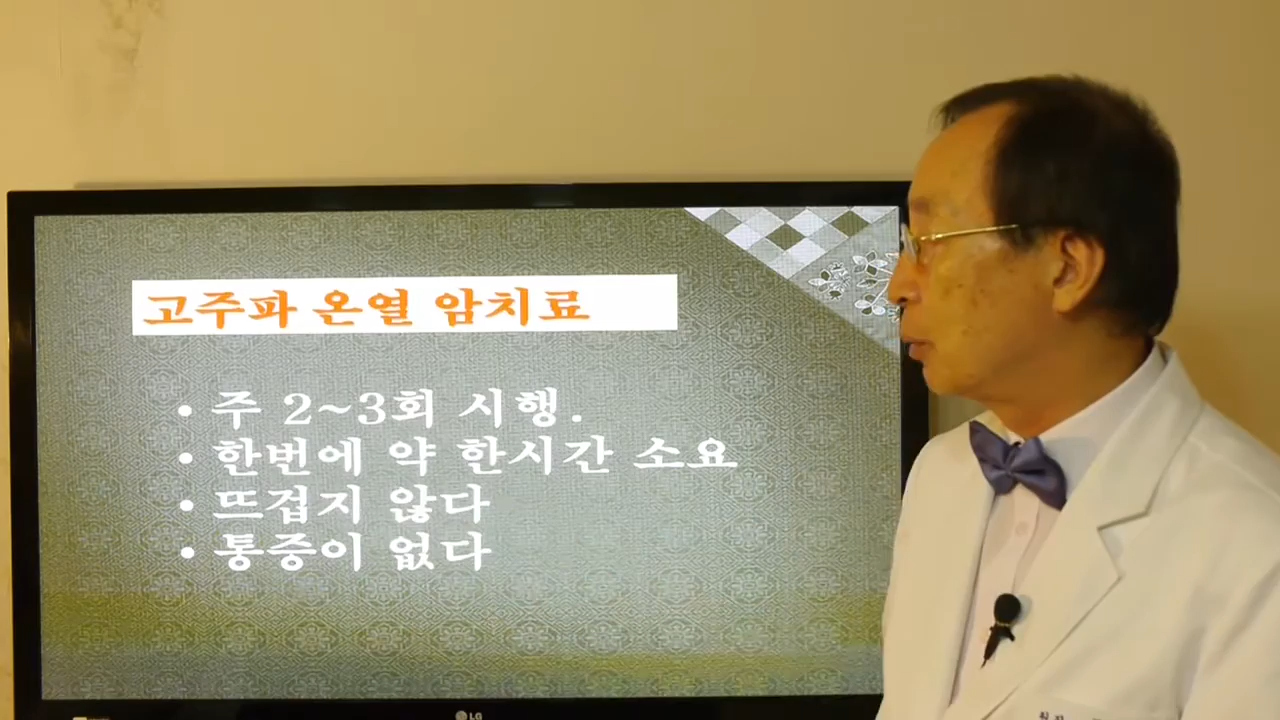 고주파 온열 암치료
• 주 2~3회 시행.
• 한번에 약 한시간 소요
• 뜨겁지 않다
• 통증이 없다
LG